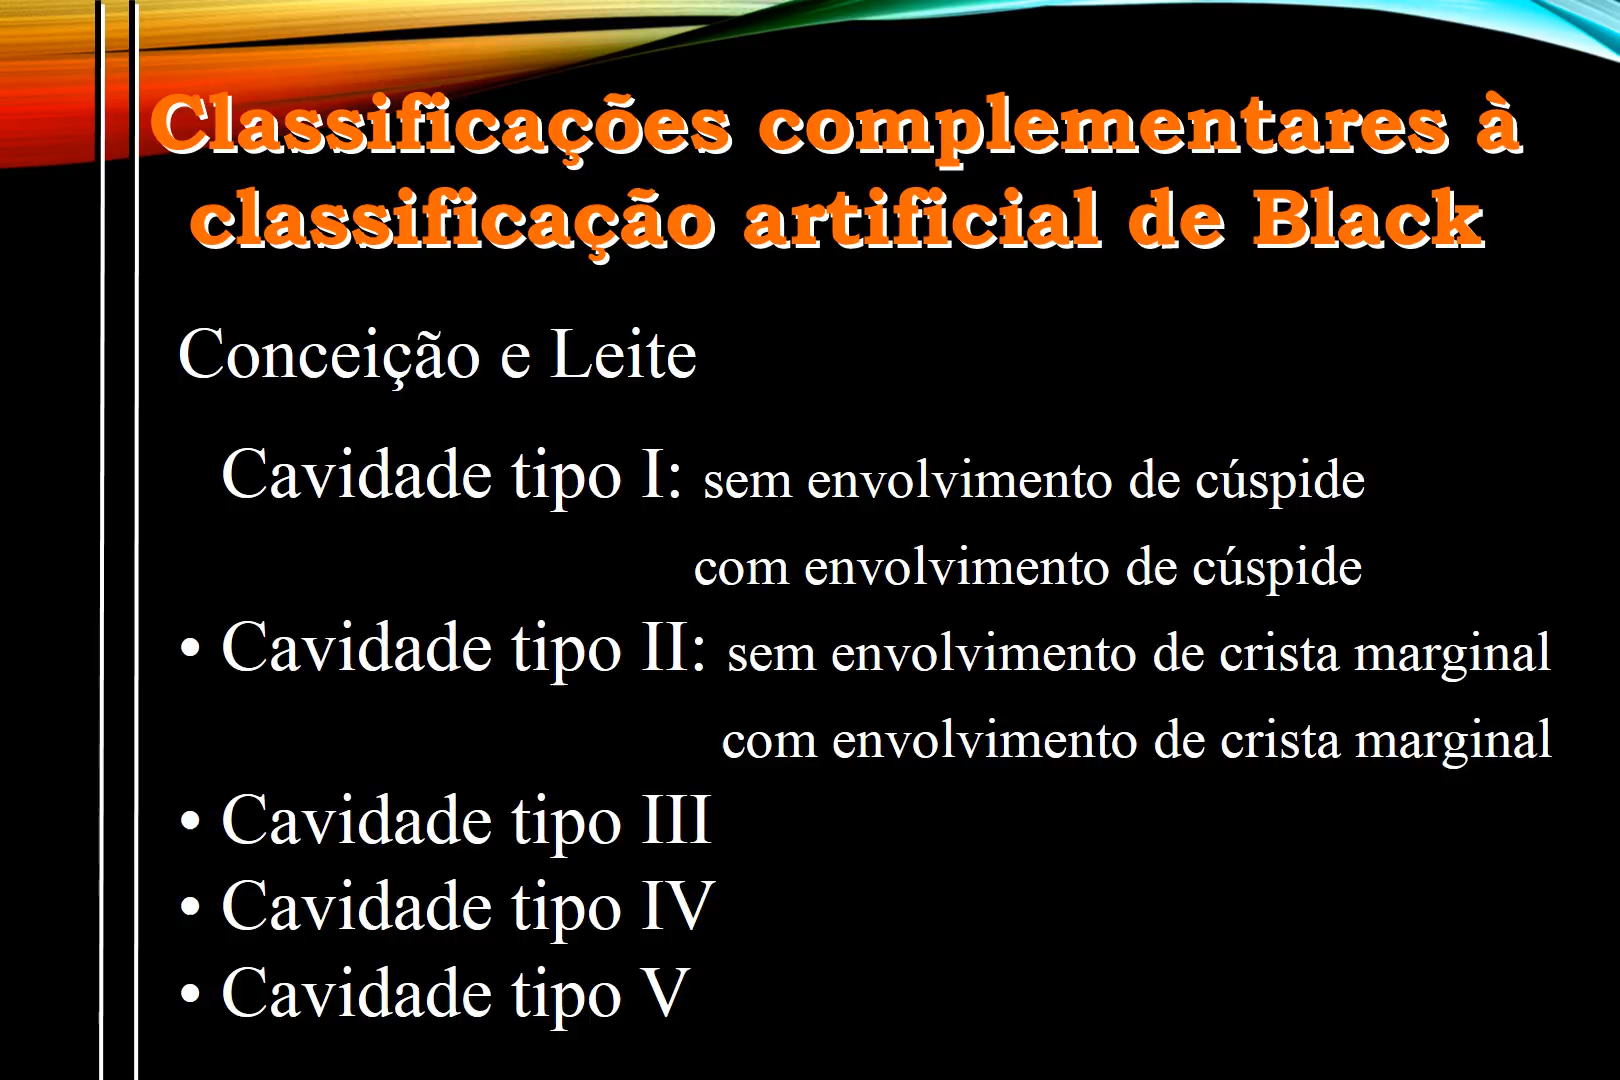 Classificações complementares à
classificação artificial de Black
Conceição e Leite
Cavidade tipo I: sem envolvimento de cúspide
com envolvimento de cúspide
• Cavidade tipo II: sem envolvimento de crista marginal
com envolvimento de crista marginal
• Cavidade tipo III
• Cavidade tipo IV
• Cavidade tipo V